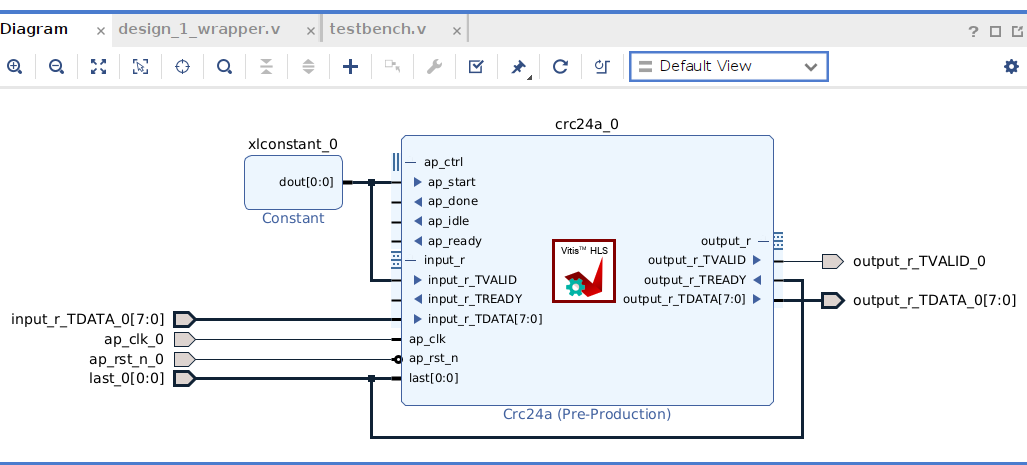 Diagram × design_1_wrapper.v × testbench.v × ?
Default View
crc24a_0
xlconstant_0
dout[0:0]
Constant
ap_ctrl
ap_start
ap_done
ap_idle
ap_ready
input_r
input_r_TVALID
input_r_TREADY
input_r_TDATA[7:0]
ap_clk
ap_rst_n
last[0:0]
Vitis™ HLS
output_r
output_r_TVALID
output_r_TREADY
output_r_TDATA[7:0]
Crc24a (Pre-Production)
input_r_TDATA_0[7:0]
ap_clk_0
ap_rst_n_0
last_0[0:0]
output_r_TVALID_0
output_r_TDATA_0[7:0]